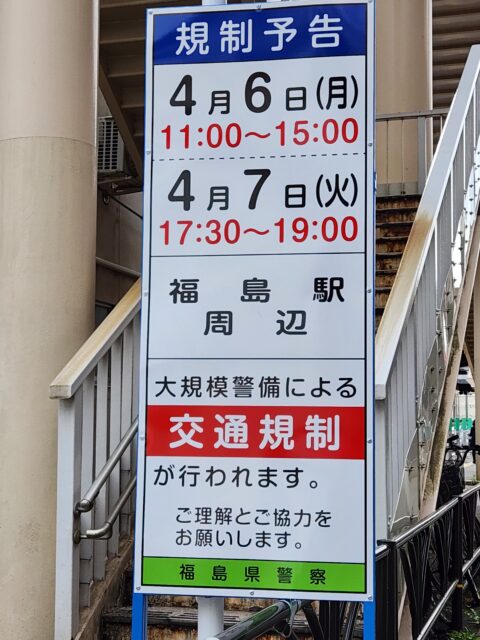 規制予告
4月6日(月)
11:00〜15:00
4月7日(火)
17:30〜19:00
福島駅
周辺
大規模警備による
交通規制
が行われます。
ご理解とご協力を
お願いします。
福島県警察